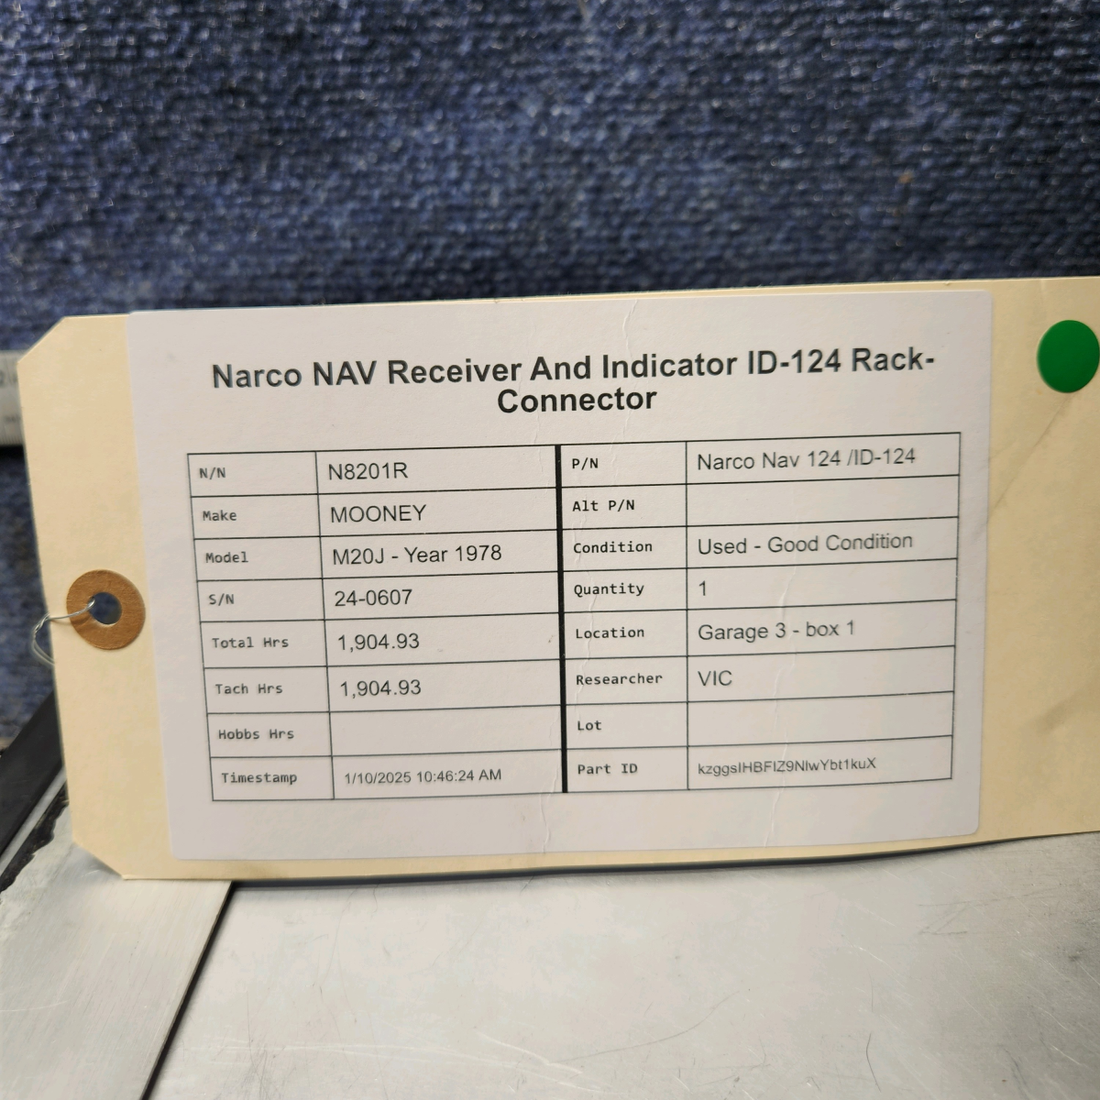 Narco NAV Receiver And Indicator ID-124 Rack-
Connector
N/N N8201R P/N Narco Nav 124 /ID-124
Make MOONEY Alt P/N
Model M20J - Year 1978 Condition Used - Good Condition
S/N 24-0607 Quantity 1
Total Hrs 1,904.93 Location Garage 3 - box 1
Tach Hrs 1,904.93 Researcher VIC
Hobbs Hrs Lot
Timestamp 1/10/2025 10:46:24 AM Part ID